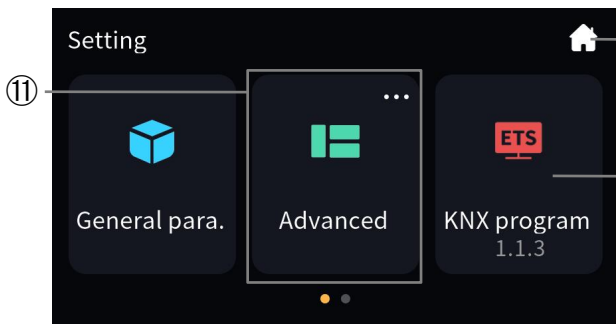 Setting
⑪
ETS
General para.
Advanced
KNX program
1.1.3